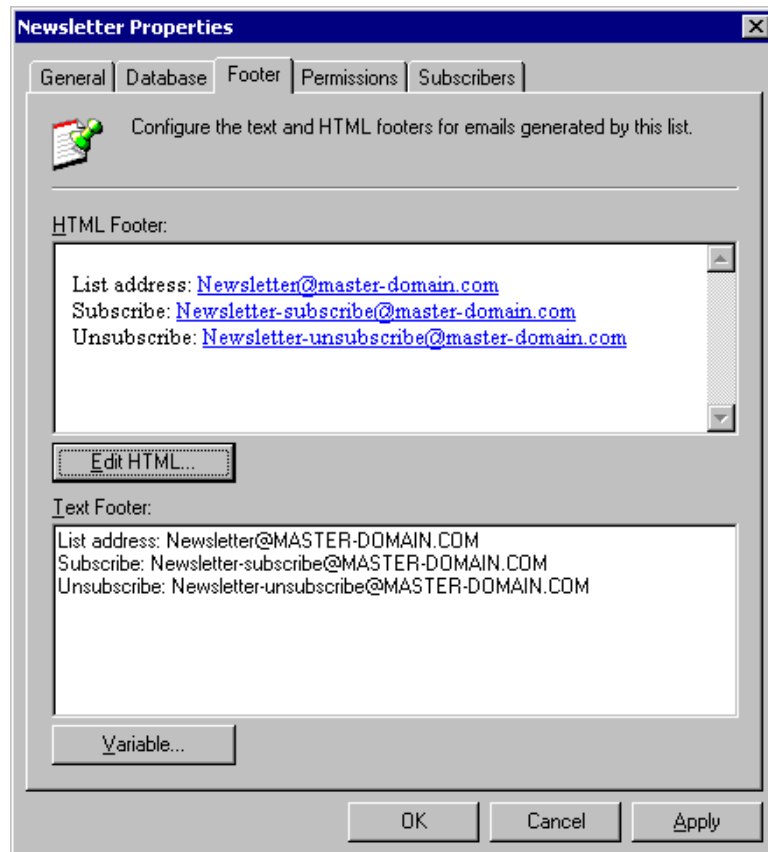 Newsletter Properties
General Database Footer Permissions Subscribers
Configure the text and HTML footers for emails generated by this list.
HTML Footer:
List address: Newsletter@master-domain.com
Subscribe: Newsletter-subscribe@master-domain.com
Unsubscribe: Newsletter-unsubscribe@master-domain.com
Edit HTML...
Text Footer:
List address: Newsletter@MASTER-DOMAIN.COM
Subscribe: Newsletter-subscribe@MASTER-DOMAIN.COM
Unsubscribe: Newsletter-unsubscribe@MASTER-DOMAIN.COM
Variable...
OK Cancel Apply